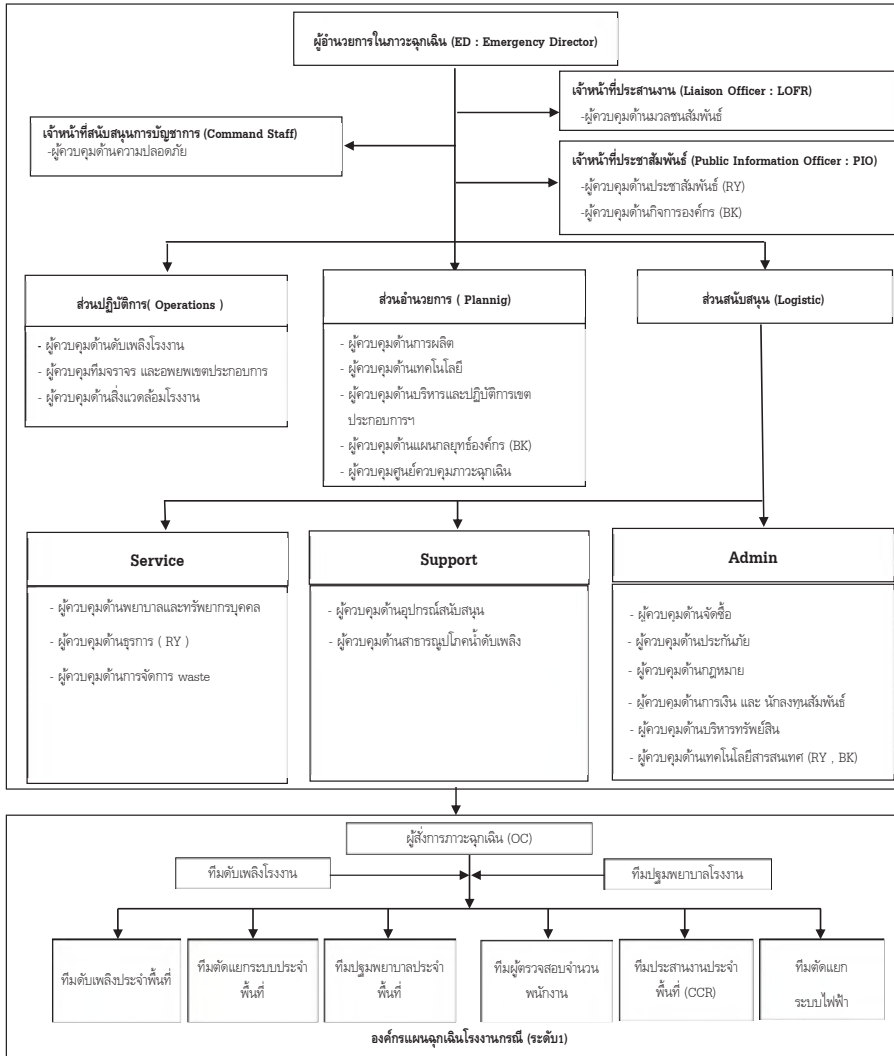 ผู้อำนวยการในภาวะฉุกเฉิน (ED : Emergency Director)
เจ้าหน้าที่ประสานงาน (Liaison Officer : LOFR)
-ผู้ควบคุมด้านมวลชนสัมพันธ์
เจ้าหน้าที่สนับสนุนการบัญชาการ (Command Staff)
-ผู้ควบคุมด้านความปลอดภัย
เจ้าหน้าที่ประชาสัมพันธ์ (Public Information Officer : PIO)
-ผู้ควบคุมด้านประชาสัมพันธ์ (RY)
-ผู้ควบคุมด้านกิจการองค์กร (BK)
ส่วนปฏิบัติการ( Operations )
- ผู้ควบคุมด้านดับเพลิงโรงงาน
- ผู้ควบคุมทีมจราจร และอพยพเขตประกอบการ
- ผู้ควบคุมด้านสิ่งแวดล้อมโรงงาน
ส่วนอำนวยการ ( Plannig)
- ผู้ควบคุมด้านการผลิต
- ผู้ควบคุมด้านเทคโนโลยี
- ผู้ควบคุมด้านบริหารและปฏิบัติการเขต
ประกอบการฯ
- ผู้ควบคุมด้านแผนกลยุทธ์องค์กร (BK)
- ผู้ควบคุมศูนย์ควบคุมภาวะฉุกเฉิน
ส่วนสนับสนุน (Logistic)
Service
- ผู้ควบคุมด้านพยาบาลและทรัพยากรบุคคล
- ผู้ควบคุมด้านธุรการ ( RY )
- ผู้ควบคุมด้านการจัดการ waste
Support
- ผู้ควบคุมด้านอุปกรณ์สนับสนุน
- ผู้ควบคุมด้านสาธารณูปโภคน้ำดับเพลิง
Admin
- ผู้ควบคุมด้านจัดซื้อ
- ผู้ควบคุมด้านประกันภัย
- ผู้ควบคุมด้านกฎหมาย
- ผู้ควบคุมด้านการเงิน และ นักลงทุนสัมพันธ์
- ผู้ควบคุมด้านบริหารทรัพย์สิน
- ผู้ควบคุมด้านเทคโนโลยีสารสนเทศ (RY , BK)
ผู้สั่งการภาวะฉุกเฉิน (OC)
ทีมดับเพลิงโรงงาน
ทีมปฐมพยาบาลโรงงาน
ทีมดับเพลิงประจำพื้นที่
ทีมตัดแยกระบบประจำ
พื้นที่
ทีมปฐมพยาบาลประจำ
พื้นที่
ทีมผู้ตรวจสอบจำนวน
พนักงาน
ทีมประสานงานประจำ
พื้นที่ (CCR)
ทีมตัดแยก
ระบบไฟฟ้า
องค์กรแผนฉุกเฉินโรงงานกรณี (ระดับ1)